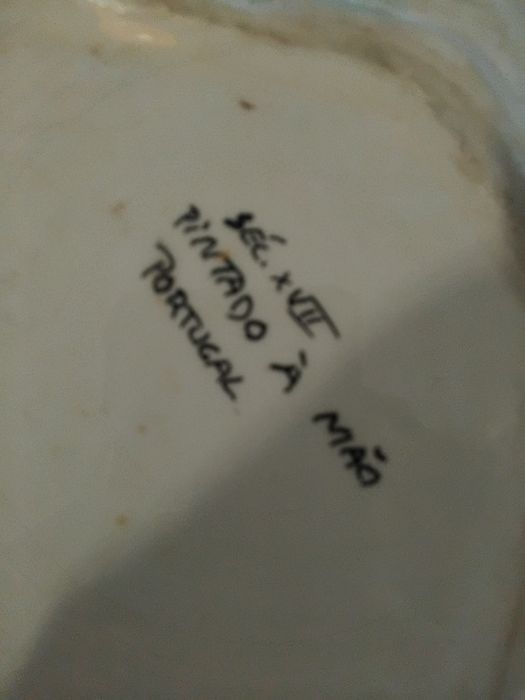 SÉC. XVII
PINTADO À MÃO
PORTUGAL